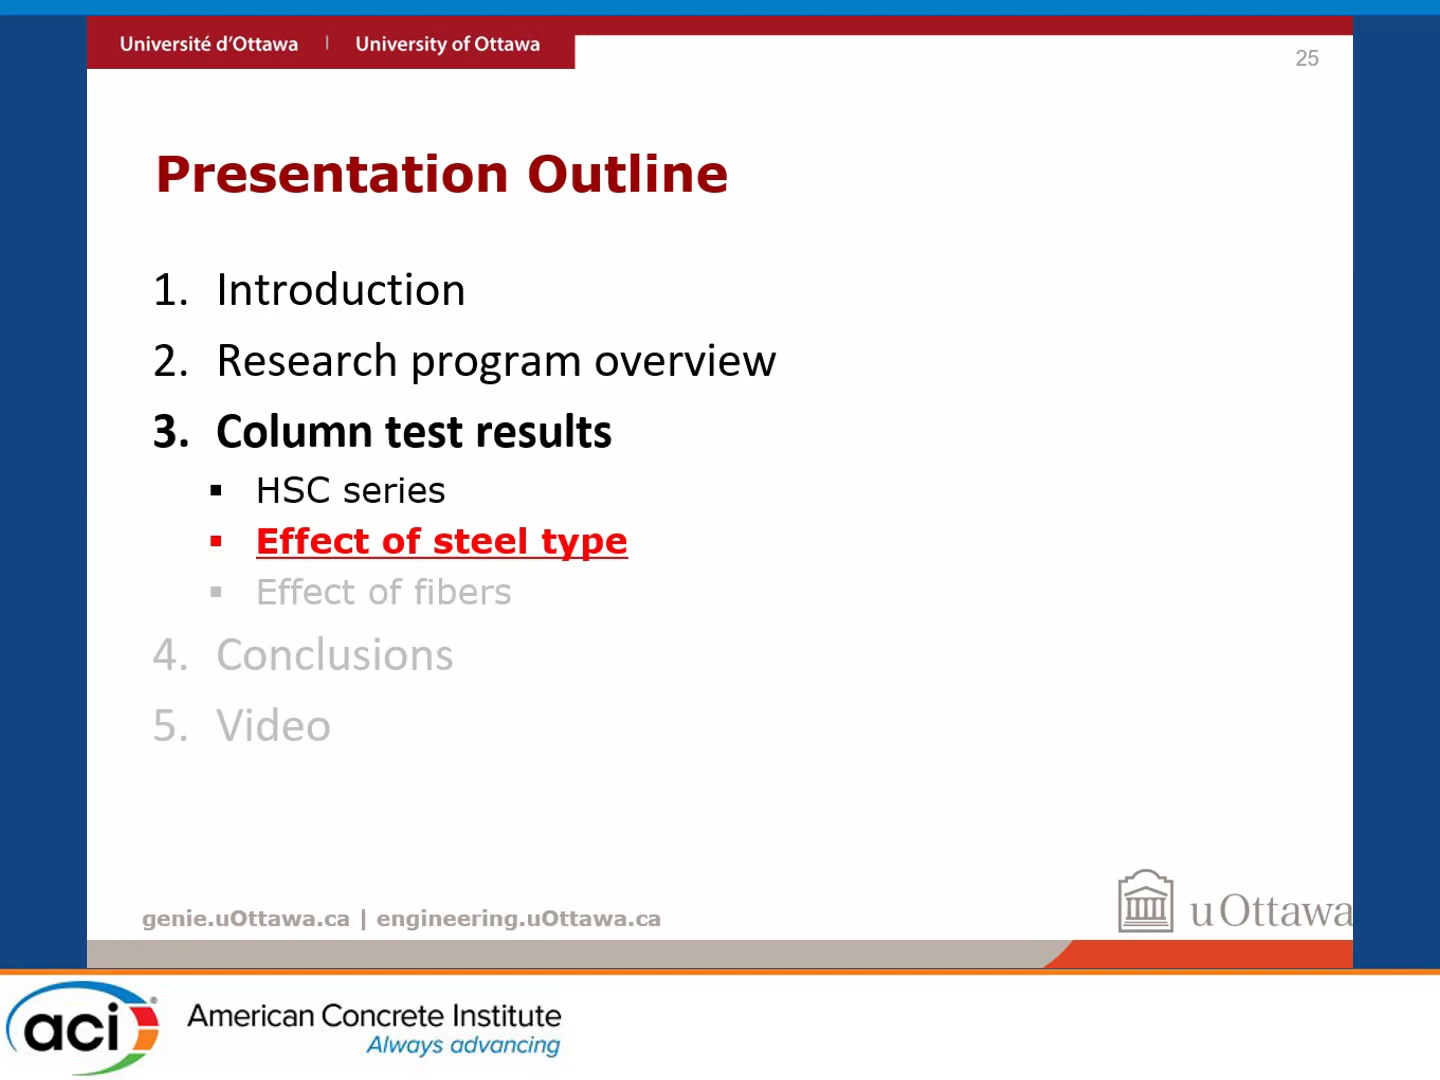 Université d'Ottawa | University of Ottawa
25
Presentation Outline
1. Introduction
2. Research program overview
3. Column test results
▪ HSC series
▪ Effect of steel type
▪ Effect of fibers
4. Conclusions
5. Video
genie.uOttawa.ca | engineering.uOttawa.ca
uOttawa
aci®
American Concrete Institute
Always advancing